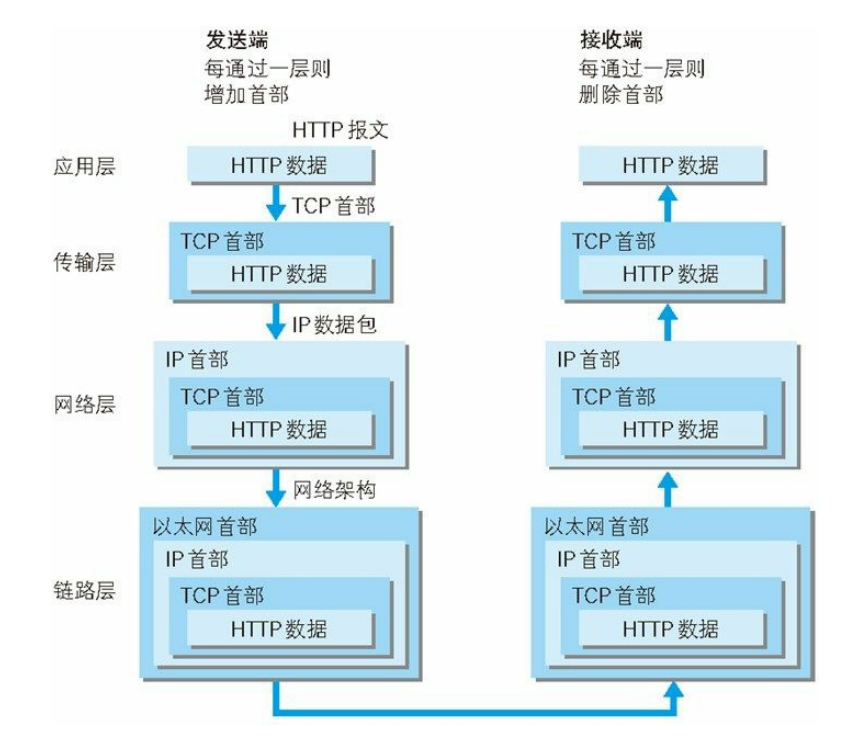 发送端
每通过一层则
增加首部
接收端
每通过一层则
删除首部
HTTP 报文
应用层
HTTP 数据
HTTP 数据
TCP 首部
传输层
TCP 首部
HTTP 数据
TCP 首部
HTTP 数据
IP 数据包
网络层
IP 首部
TCP 首部
HTTP 数据
IP 首部
TCP 首部
HTTP 数据
网络架构
链路层
以太网首部
IP 首部
TCP 首部
HTTP 数据
以太网首部
IP 首部
TCP 首部
HTTP 数据